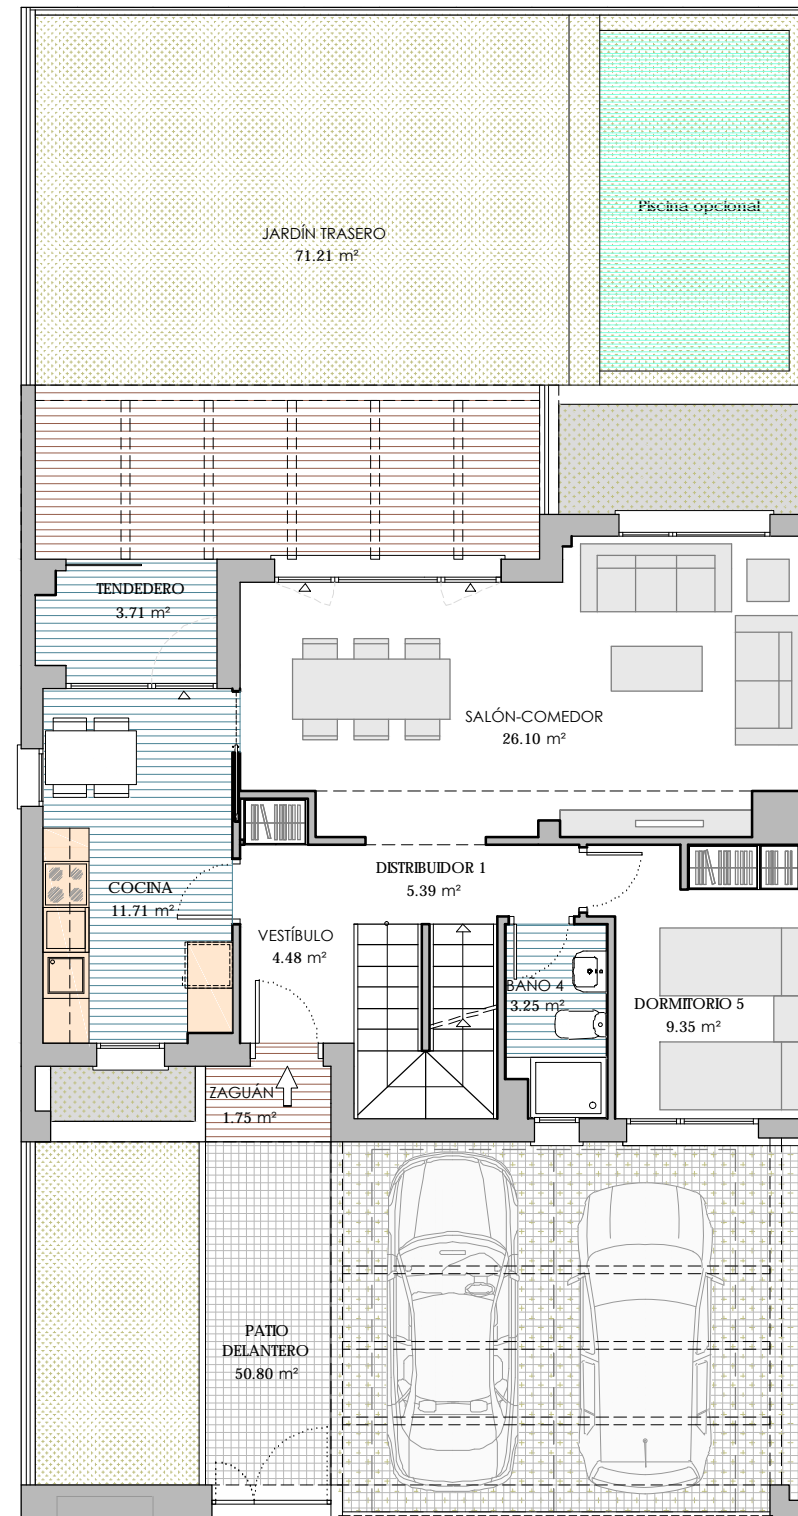 Piscina opcional
JARDÍN TRASERO
71.21 m²
TENDEDERO
3.71 m²
SALÓN-COMEDOR
26.10 m²
DISTRIBUIDOR 1
5.39 m²
COCINA
11.71 m²
VESTÍBULO
4.48 m²
BAÑO 4
3.25 m²
DORMITORIO 5
9.35 m²
ZAGUÁN
1.75 m²
PATIO
DELANTERO
50.80 m²